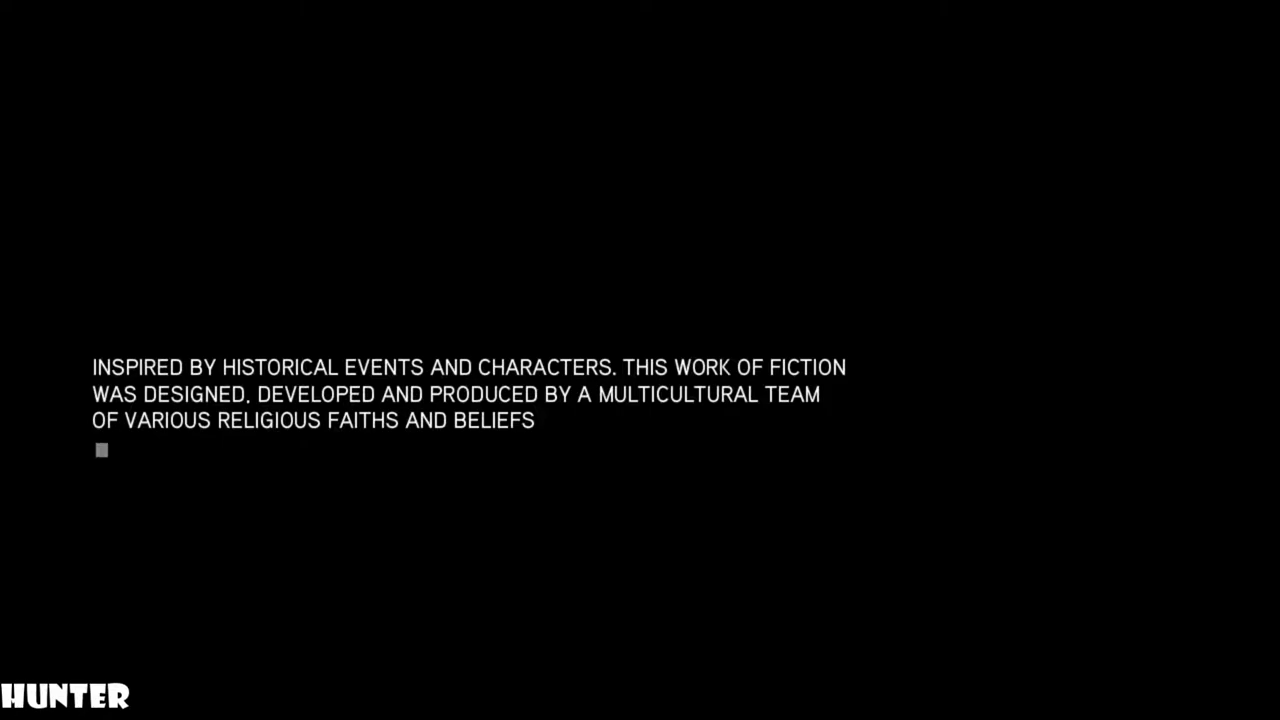 INSPIRED BY HISTORICAL EVENTS AND CHARACTERS. THIS WORK OF FICTION
WAS DESIGNED, DEVELOPED AND PRODUCED BY A MULTICULTURAL TEAM
OF VARIOUS RELIGIOUS FAITHS AND BELIEFS
HUNTER